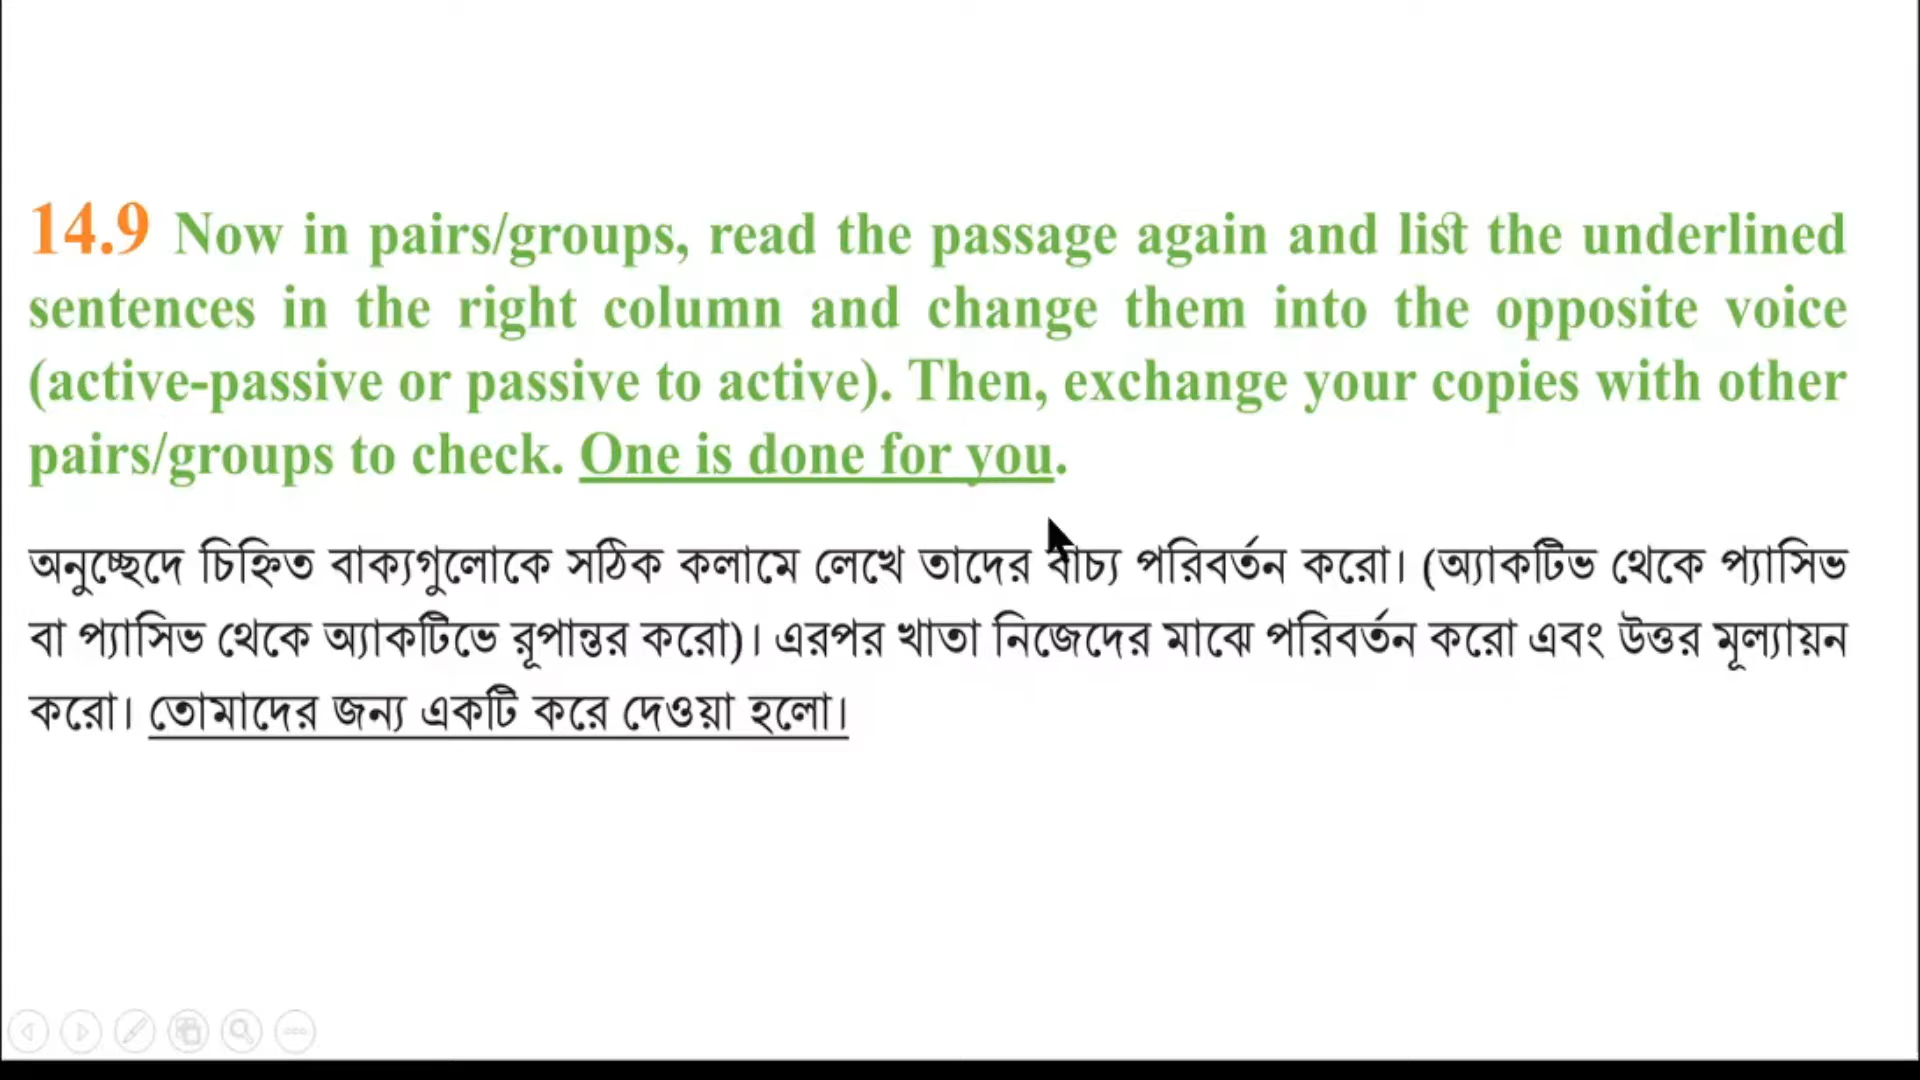 14.9 Now in pairs/groups, read the passage again and list the underlined
sentences in the right column and change them into the opposite voice
(active-passive or passive to active). Then, exchange your copies with other
pairs/groups to check. One is done for you.
অনুচ্ছেদে চিহ্নিত বাক্যগুলোকে সঠিক কলামে লেখে তাদের বাচ্য পরিবর্তন করো। (অ্যাকটিভ থেকে প্যাসিভ
বা প্যাসিভ থেকে অ্যাকটিভে রূপান্তর করো)। এরপর খাতা নিজেদের মাঝে পরিবর্তন করো এবং উত্তর মূল্যায়ন
করো। তোমাদের জন্য একটি করে দেওয়া হলো।